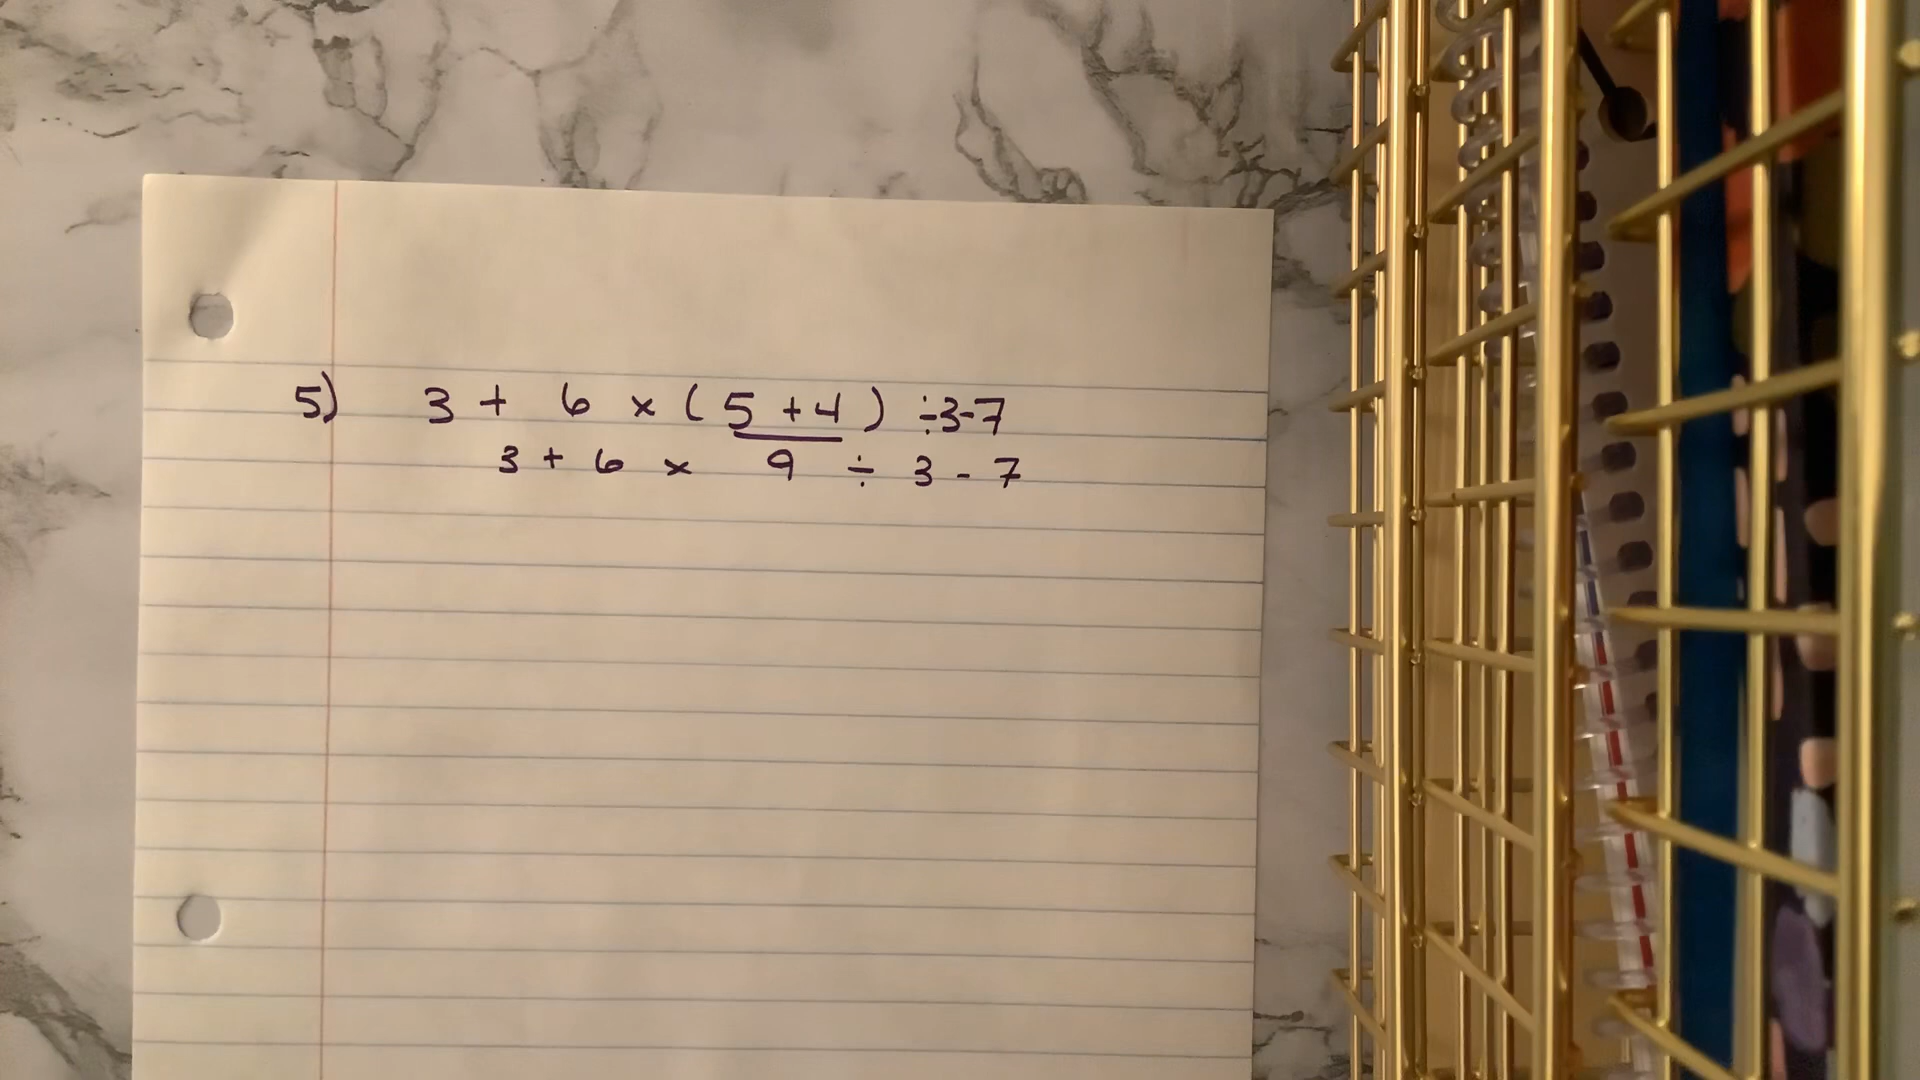 5) 3 + 6 × (5 + 4) ÷3-7
3 + 6 × 9 ÷ 3 - 7